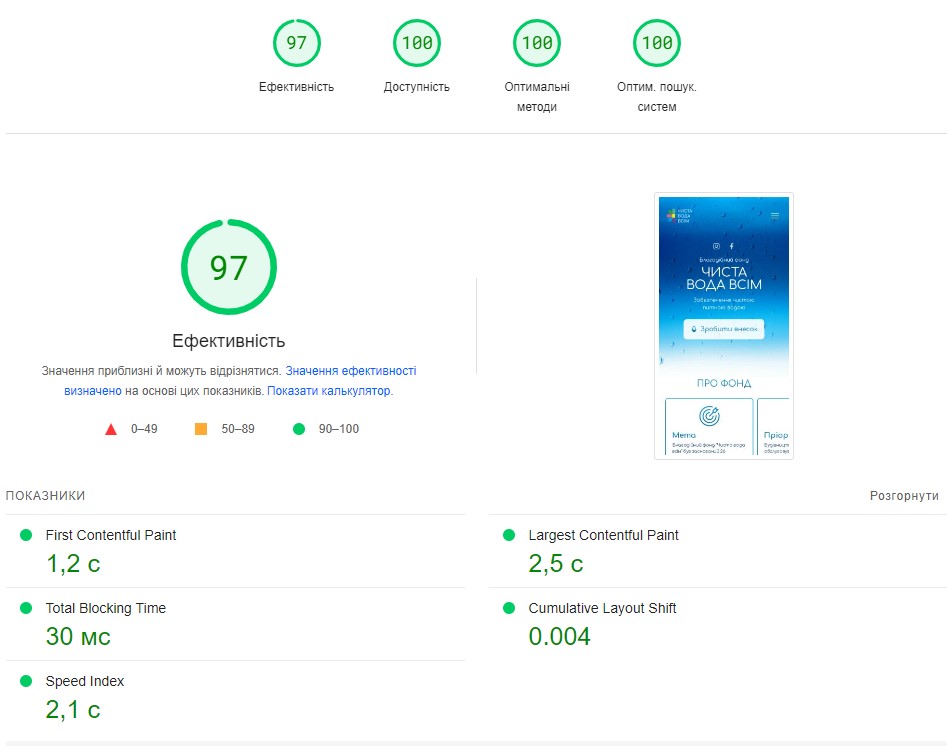 97
100
100
100
Ефективність
Доступність
Оптимальні
методи
Оптим. пошук.
систем
97
Ефективність
Значення приблизні й можуть відрізнятися. Значення ефективності
визначено на основі цих показників. Показати калькулятор.
0–49
50–89
90–100
ЧИСТА
ВОДА
ВСІМ
Благодійний фонд
ЧИСТА
ВОДА ВСІМ
Забезпечення чистою
питною водою
Зробити внесок
ПРО ФОНД
Мета
Пріор
ПОКАЗНИКИ
Розгорнути
First Contentful Paint
1,2 с
Largest Contentful Paint
2,5 с
Total Blocking Time
30 мс
Cumulative Layout Shift
0.004
Speed Index
2,1 с